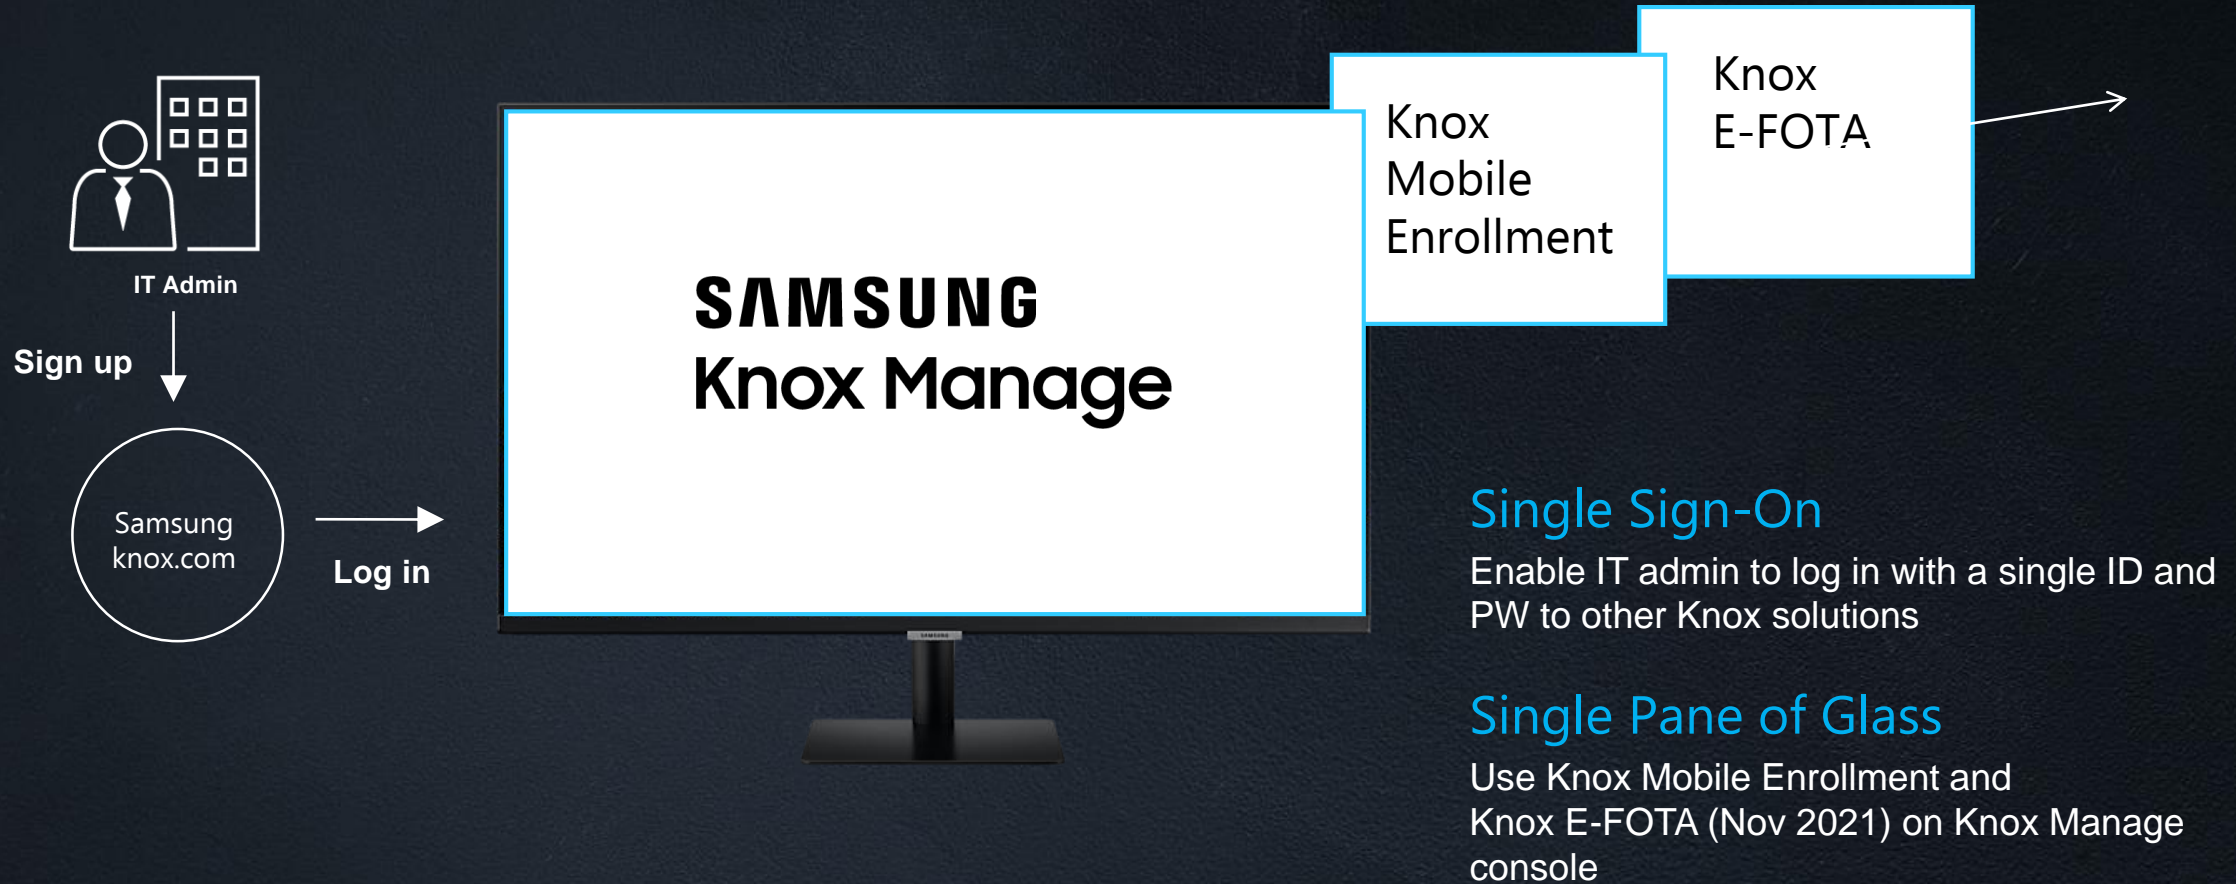 IT Admin
Sign up
Samsung
knox.com
Log in
SAMSUNG
Knox Manage
SAMSUNG
Knox
Mobile
Enrollment
Knox
E-FOTA
Single Sign-On
Enable IT admin to log in with a single ID and
PW to other Knox solutions
Single Pane of Glass
Use Knox Mobile Enrollment and
Knox E-FOTA (Nov 2021) on Knox Manage
console